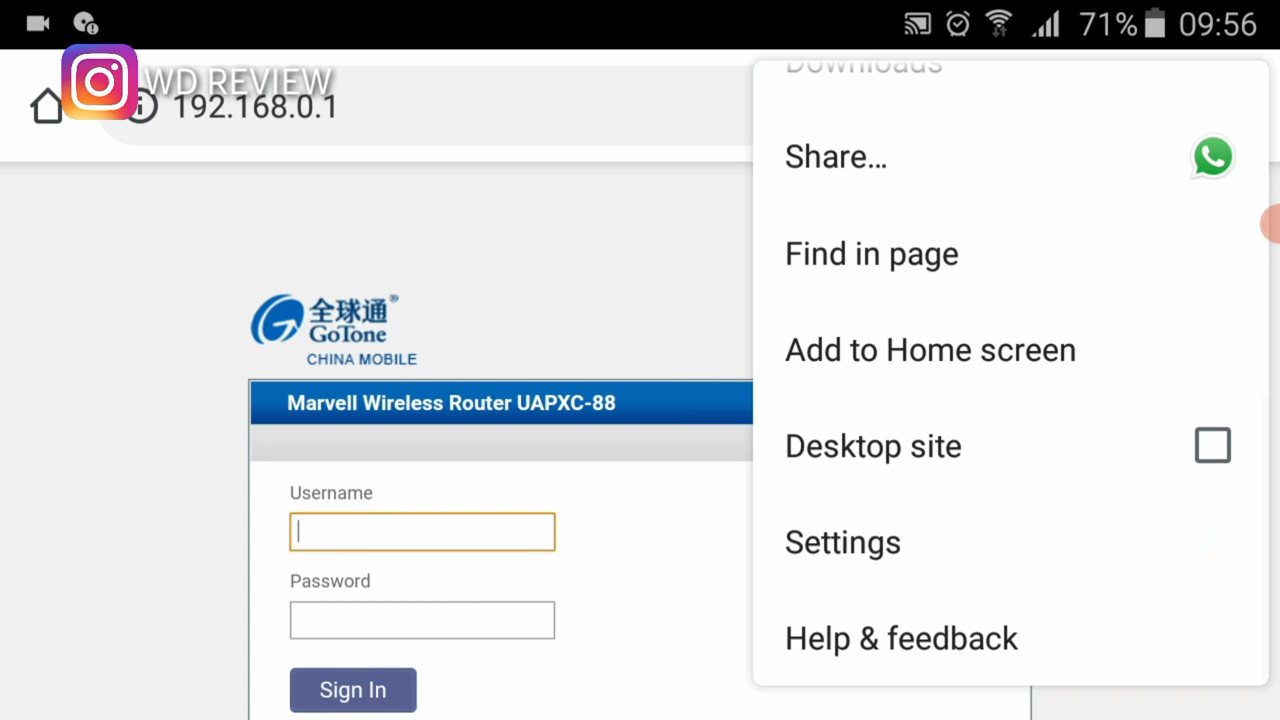 71% 09:56
WD REVIEW
192.168.0.1
Downloads
Share...
Find in page
Add to Home screen
Desktop site
Settings
Help & feedback
全球通®
GoTone
CHINA MOBILE
Marvell Wireless Router UAPXC-88
Username
Password
Sign In